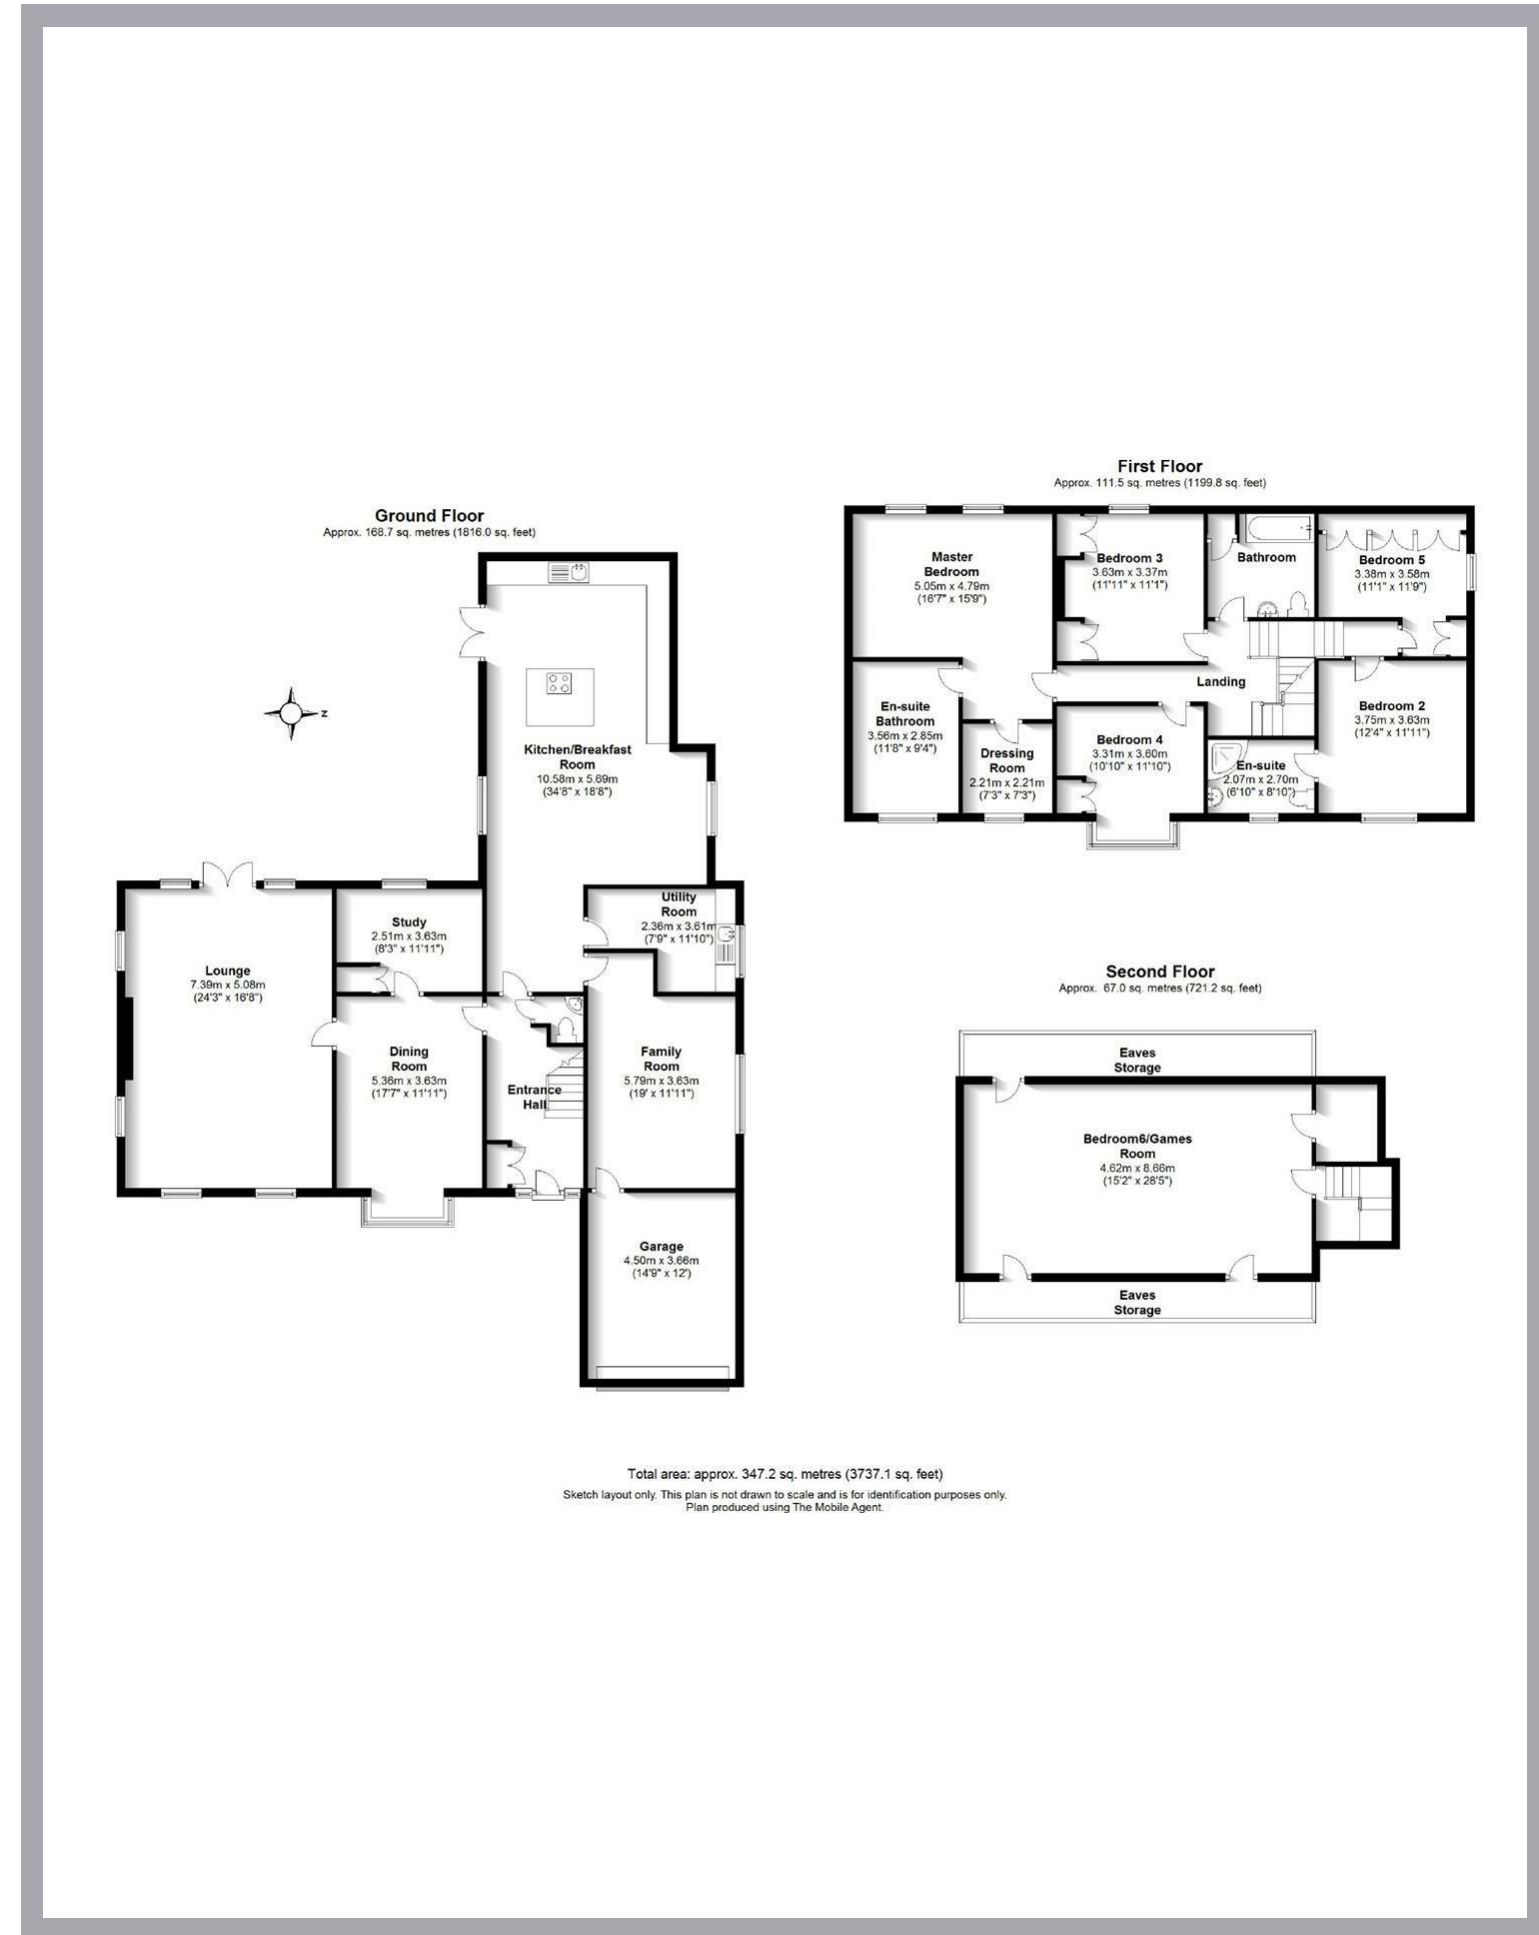 Ground Floor
Approx. 168.7 sq. metres (1816.0 sq. feet)
Kitchen/Breakfast
Room
10.58m x 5.69m
(34'8" x 18'8")
Z
Utility
Room
2.36m x 3.61m
(7'9" x 11'10")
Study
2.51m x 3.63m
(8'3" x 11'11")
Lounge
7.39m x 5.08m
(24'3" x 16'8")
Dining
Room
5.36m x 3.63m
(17'7" x 11'11")
Entrance
Hall
Family
Room
5.79m x 3.63m
(19' x 11'11")
Garage
4.50m x 3.66m
(14'9" x 12')
First Floor
Approx. 111.5 sq. metres (1199.8 sq. feet)
Master
Bedroom
5.05m x 4.79m
(16'7" x 15'9")
Bedroom 3
3.63m x 3.37m
(11'11" x 11'1")
Bathroom
Bedroom 5
3.38m x 3.58m
(11'1" x 11'9")
Landing
En-suite
Bathroom
3.56m x 2.85m
(11'8" x 9'4")
Dressing
Room
2.21m x 2.21m
(7'3" x 7'3")
Bedroom 4
3.31m x 3.60m
(10'10" x 11'10")
En-suite
2.07m x 2.70m
(6'10" x 8'10")
Bedroom 2
3.75m x 3.63m
(12'4" x 11'11")
Second Floor
Approx. 67.0 sq. metres (721.2 sq. feet)
Eaves
Storage
Bedroom6/Games
Room
4.62m x 8.66m
(15'2" x 28'5")
Eaves
Storage
Total area: approx. 347.2 sq. metres (3737.1 sq. feet)
Sketch layout only. This plan is not drawn to scale and is for identification purposes only.
Plan produced using The Mobile Agent.